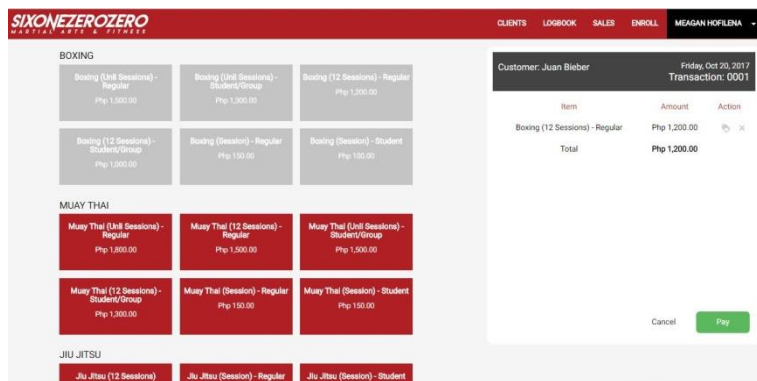 SIXONEZEROZERO
MARTIAL ARTS & FITNESS
CLIENTS LOGBOOK SALES ENROLL MEAGAN HOFILENA
BOXING
Boxing (Unli Sessions) -
Regular
Php 1,500.00
Boxing (Unli Sessions) -
Student/Group
Php 1,300.00
Boxing (12 Sessions) - Regular
Php 1,200.00
Boxing (12 Sessions) -
Student/Group
Php 1,000.00
Boxing (Session) - Regular
Php 150.00
Boxing (Session) - Student
Php 100.00
MUAY THAI
Muay Thai (Unli Sessions) -
Regular
Php 1,800.00
Muay Thai (12 Sessions) -
Regular
Php 1,500.00
Muay Thai (Unli Sessions) -
Student/Group
Php 1,500.00
Muay Thai (12 Sessions) -
Student/Group
Php 1,300.00
Muay Thai (Session) - Regular
Php 150.00
Muay Thai (Session) - Student
Php 150.00
JIU JITSU
Jiu Jitsu (12 Sessions)
Jiu Jitsu (Session) - Regular
Jiu Jitsu (Session) - Student
Customer: Juan Bieber
Friday, Oct 20, 2017
Transaction: 0001
Item Amount Action
Boxing (12 Sessions) - Regular Php 1,200.00
Total Php 1,200.00
Cancel Pay